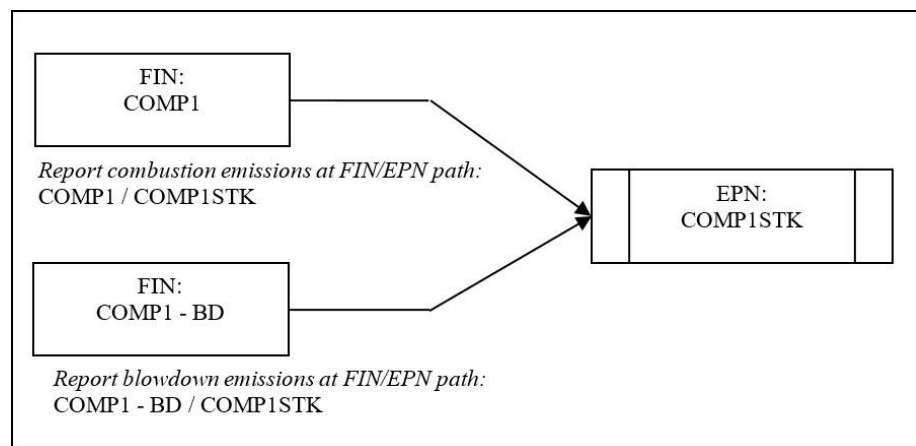 FIN:
COMP1
Report combustion emissions at FIN/EPN path:
COMP1 / COMP1STK
EPN:
COMP1STK
FIN:
COMP1 - BD
Report blowdown emissions at FIN/EPN path:
COMP1 - BD / COMP1STK